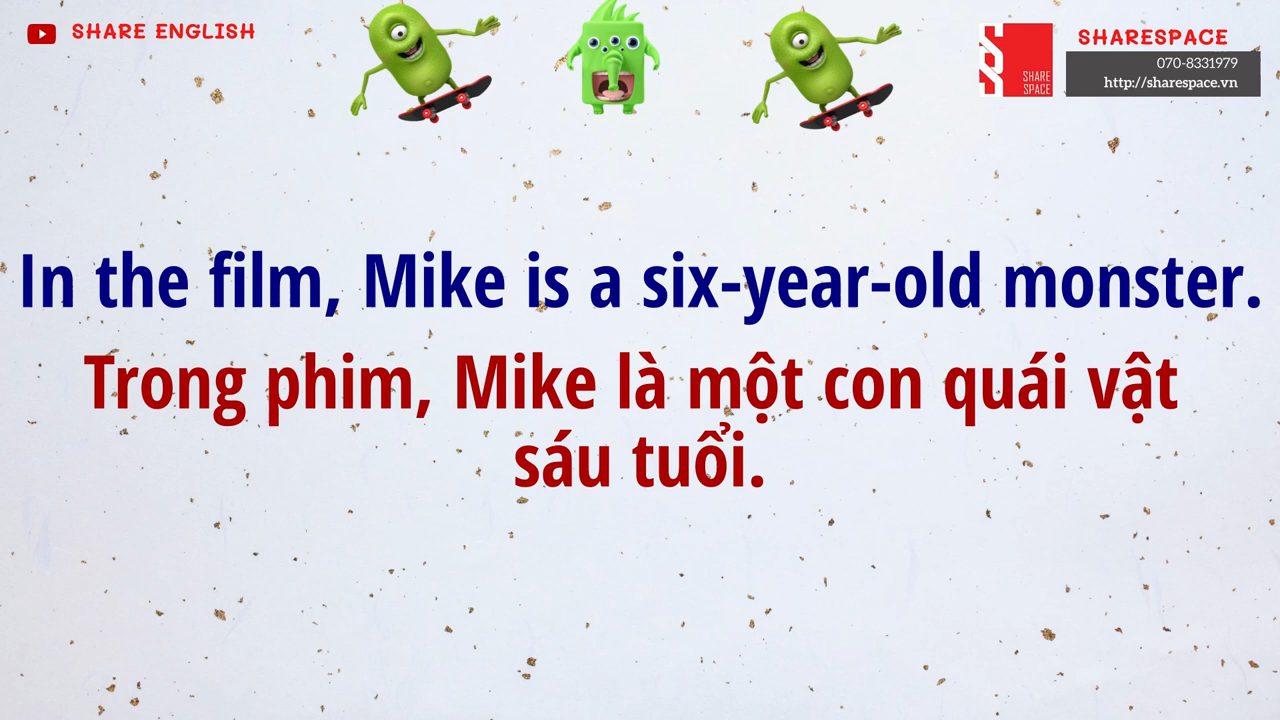 SHARE ENGLISH
SHARE
SPACE
SHARESPACE
070-8331979
http://sharespace.vn
In the film, Mike is a six-year-old monster.
Trong phim, Mike là một con quái vật
sáu tuổi.